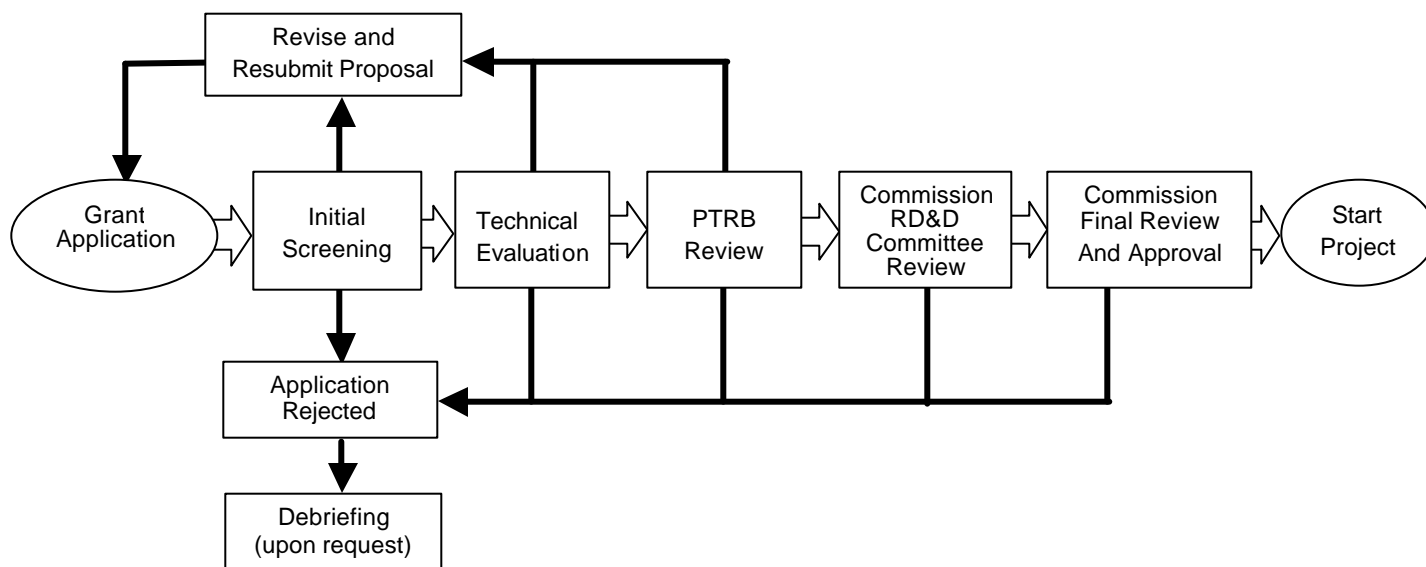 Revise and
Resubmit Proposal
Grant
Application
Initial
Screening
Technical
Evaluation
PTRB
Review
Commission
RD&D
Committee
Review
Commission
Final Review
And Approval
Start
Project
Application
Rejected
Debriefing
(upon request)